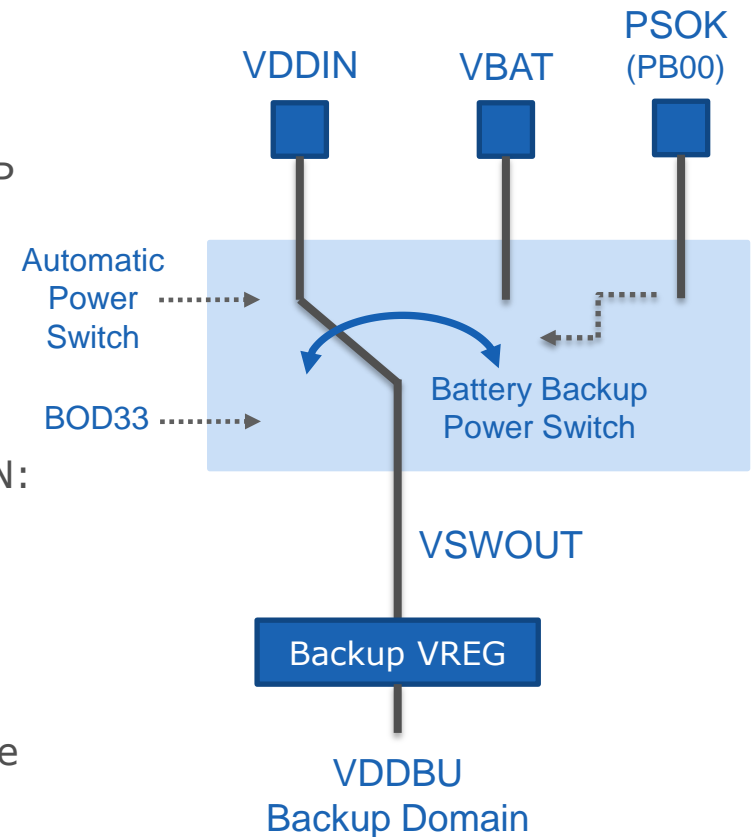 PSOK
VDDIN
VBAT
(PB00)
P
Automatic
Power
Switch
Battery Backup
Power Switch
BOD33
N:
VSWOUT
Backup VREG
e
VDDBU
Backup Domain